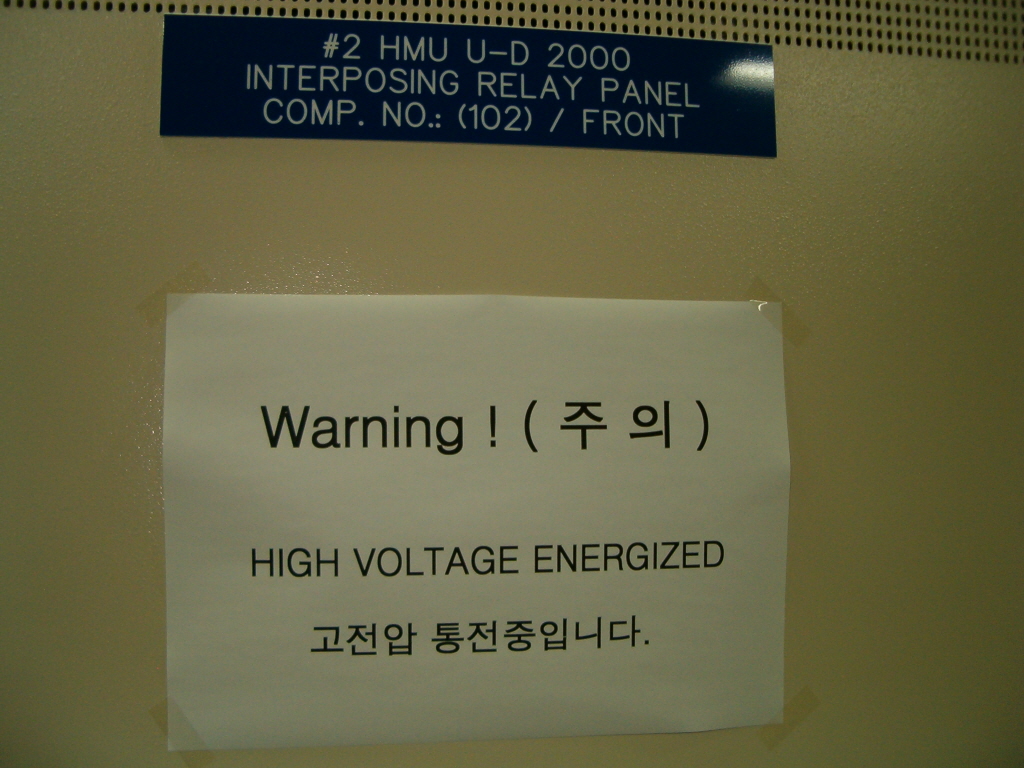 #2 HMU U-D 2000
INTERPOSING RELAY PANEL
COMP. NO.: (102) / FRONT
Warning ! ( 주 의 )
HIGH VOLTAGE ENERGIZED
고전압 통전중입니다.